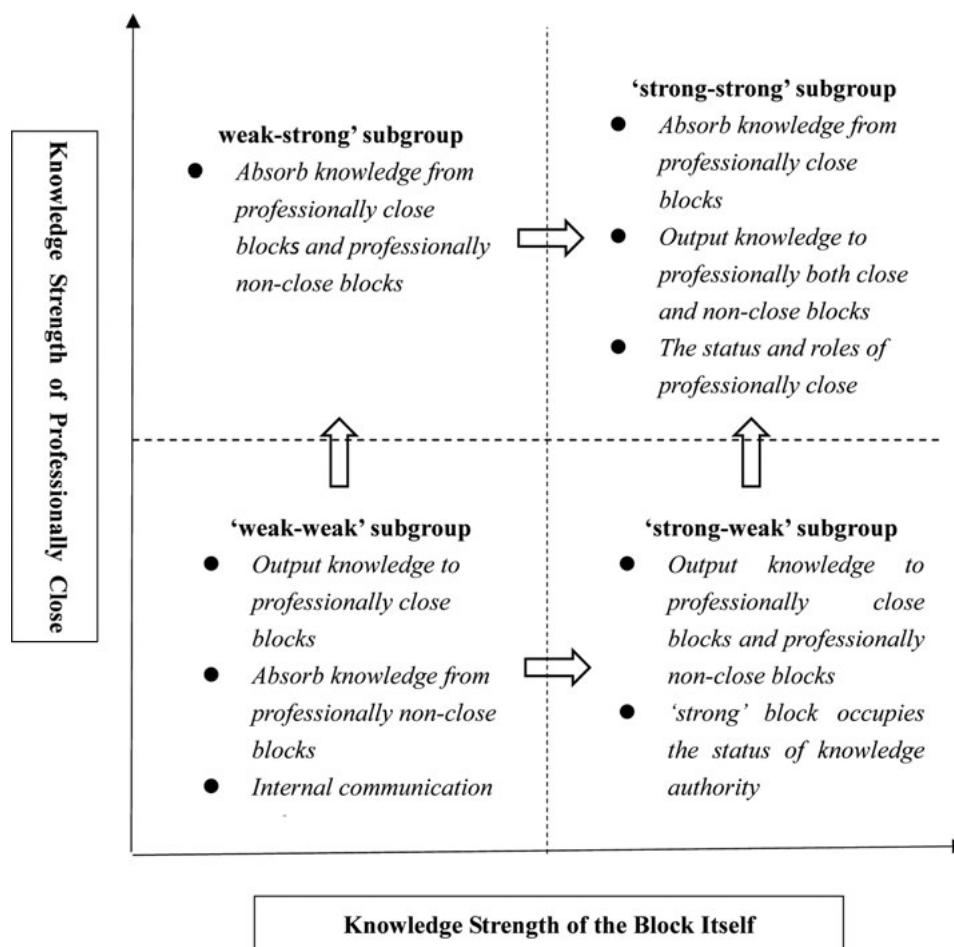 Knowledge Strength of Professionally Close
weak-strong’ subgroup
● Absorb knowledge from
professionally close
blocks and professionally
non-close blocks
‘strong-strong’ subgroup
● Absorb knowledge from
professionally close
blocks
● Output knowledge to
professionally both close
and non-close blocks
● The status and roles of
professionally close
‘weak-weak’ subgroup
● Output knowledge to
professionally close
blocks
● Absorb knowledge from
professionally non-close
blocks
● Internal communication
‘strong-weak’ subgroup
● Output knowledge to
professionally close
blocks and professionally
non-close blocks
● ‘strong’ block occupies
the status of knowledge
authority
Knowledge Strength of the Block Itself